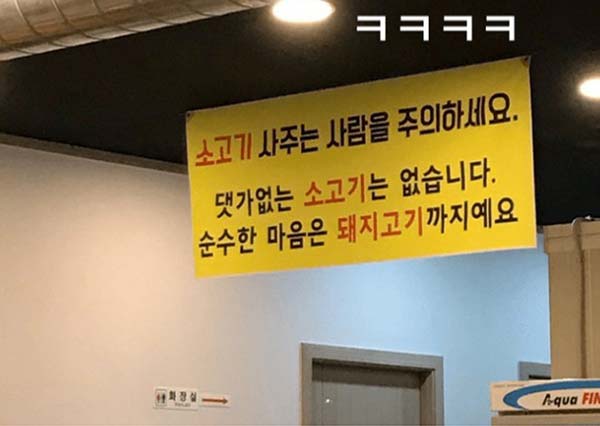 ㅋㅋㅋㅋ
소고기 사주는 사람을 주의하세요.
댓가없는 소고기는 없습니다.
순수한 마음은 돼지고기까지예요
화장실
Aqua FIN